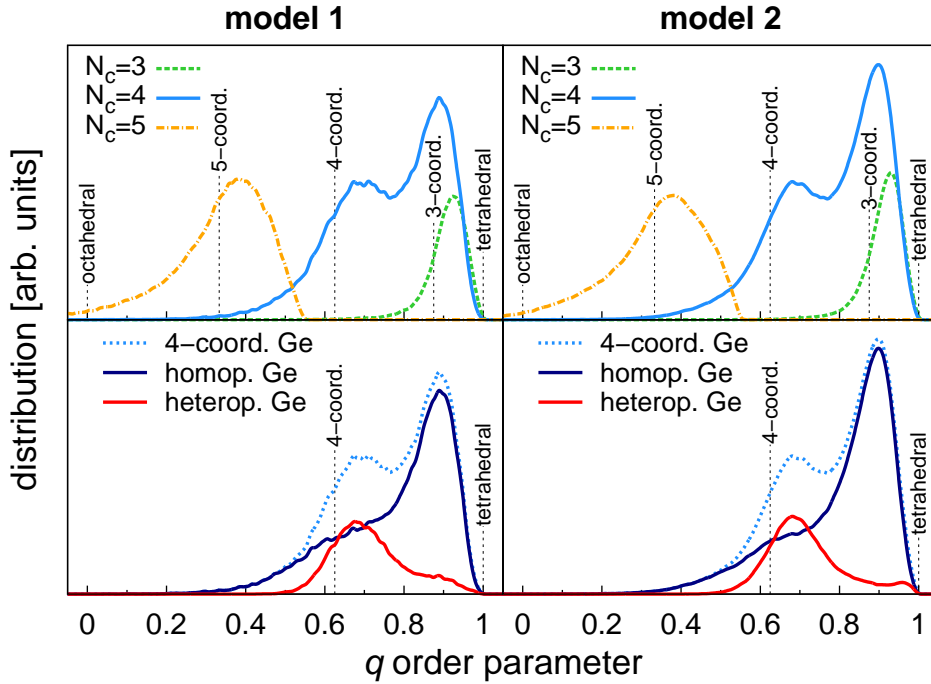 model 1
model 2
N_c=3
N_c=4
N_c=5
octahedral
5-coord.
4-coord.
3-coord.
tetrahedral
N_c=3
N_c=4
N_c=5
octahedral
5-coord.
4-coord.
3-coord.
tetrahedral
distribution [arb. units]
4-coord. Ge
homop. Ge
heterop. Ge
4-coord.
tetrahedral
4-coord. Ge
homop. Ge
heterop. Ge
4-coord.
tetrahedral
0 0.2 0.4 0.6 0.8 1
0 0.2 0.4 0.6 0.8 1
q order parameter